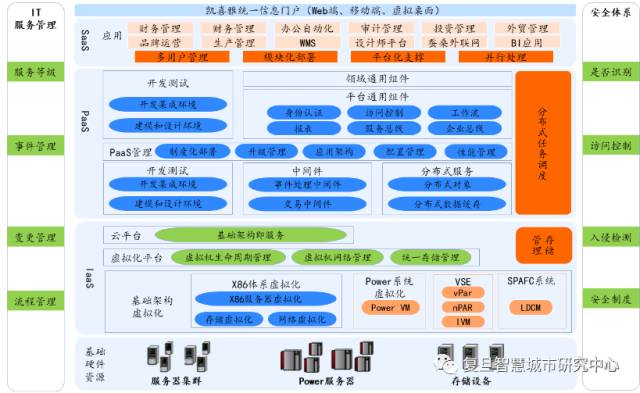 IT
服务管理
服务等级
事件管理
变更管理
流程管理
凯喜雅统一信息门户（Web端、移动端、虚拟桌面）
SaaS
应用
财务管理 财务管理 办公自动化 审计管理 投资管理 外贸管理
品牌运营 生产管理 WMS 设计师平台 蚕桑外联网 BI应用
多用户管理 模块化部署 平台化支撑 并行处理
PaaS
开发测试
开发集成环境
建模和设计环境
领域通用组件
平台通用组件
身份认证 访问控制 工作流
报表 服务总线 企业总线
PaaS管理 制度化部署 升级管理 应用架构 配置管理 性能管理
开发测试
开发集成环境
建模和设计环境
中间件
事件处理中间件
交易中间件
分布式服务
分布式对象
分布式数据缓存
分布式任务调度
IaaS
云平台 基础架构即服务
虚拟化平台 虚拟机生命周期管理 虚拟机网络管理 统一存储管理
管存
理储
基础架构
虚拟化
X86体系虚拟化
X86服务器虚拟化
存储虚拟化 网络虚拟化
Power系统
虚拟化
Power VM
VSE
vPar
nPAR
IVM
SPAFC系统
LDCM
基础
硬件
资源
服务器集群 Power服务器 存储设备
安全体系
是否识别
访问控制
入侵检测
安全制度
复旦智慧城市研究中心